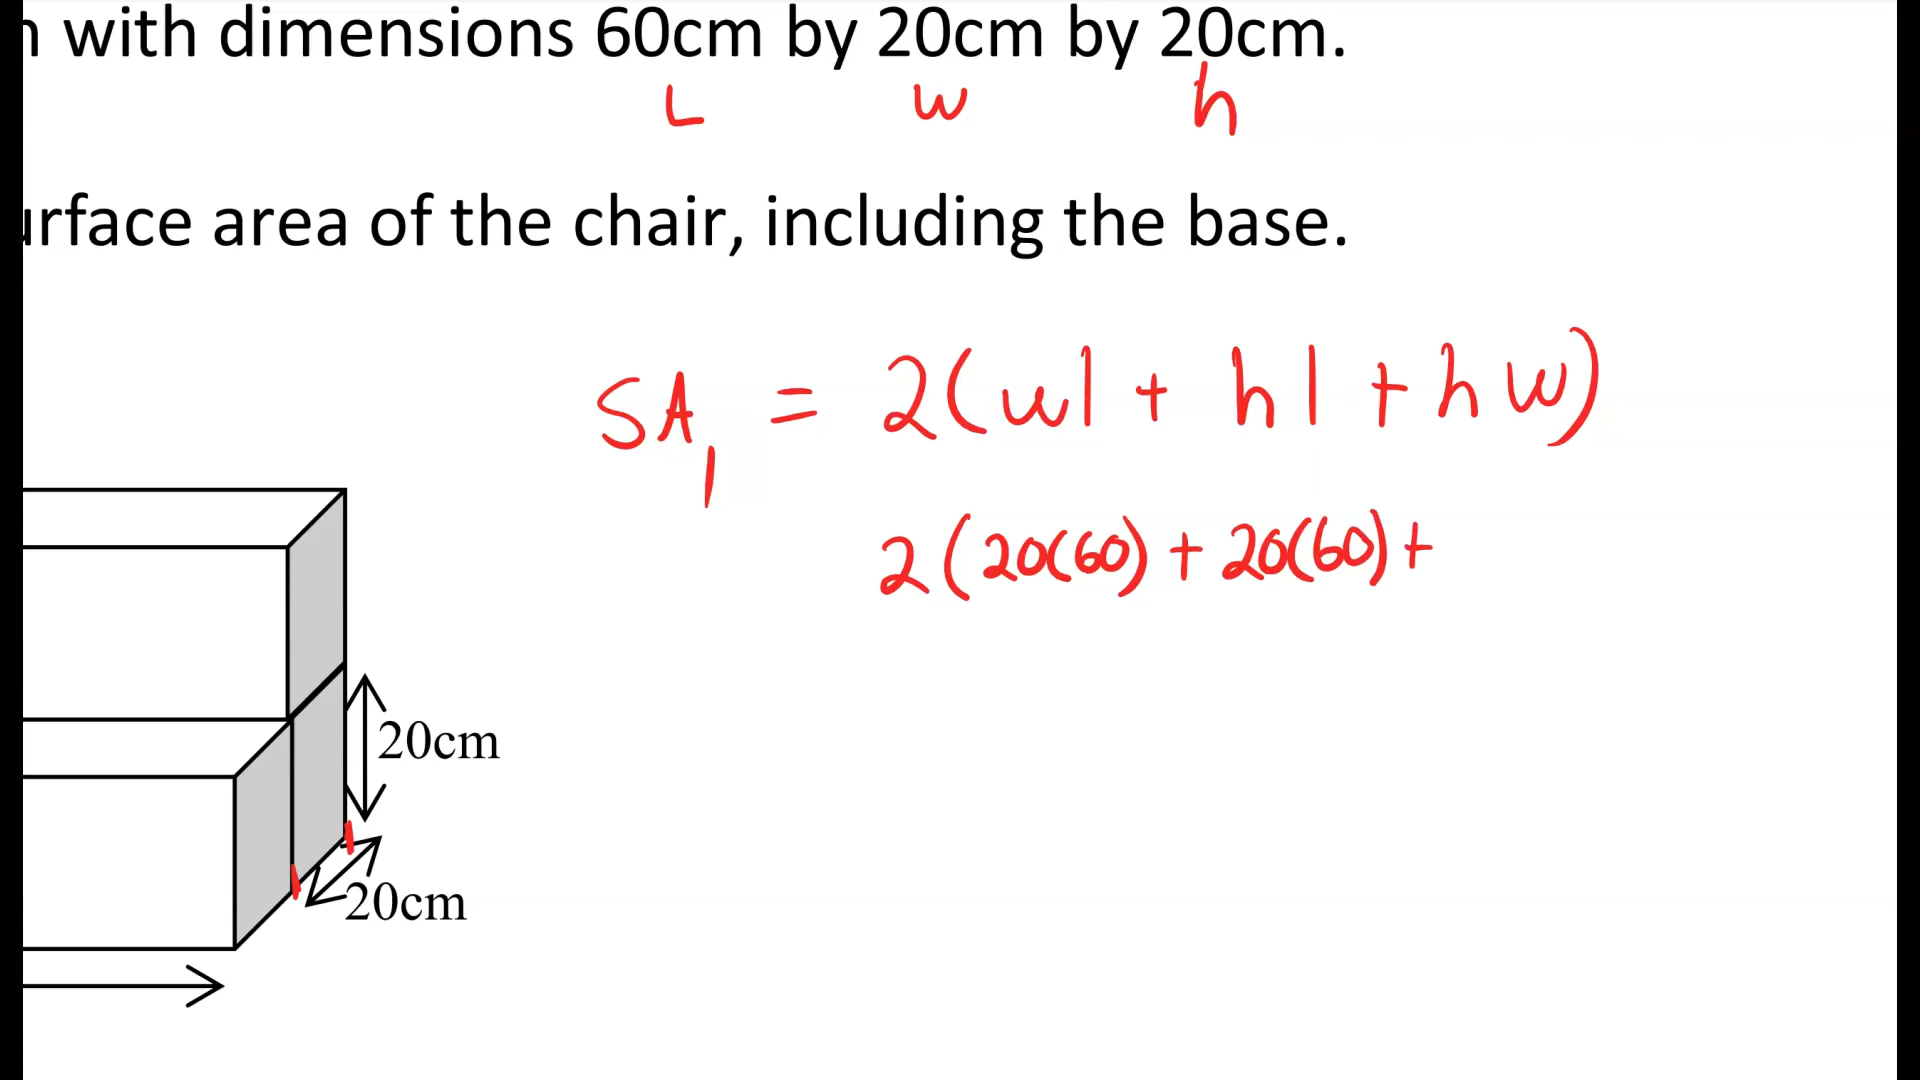 with dimensions 60cm by 20cm by 20cm.
L w h
urface area of the chair, including the base.
SA₁ = 2(wl + hl + hw)
2(20(60) + 20(60) +
20cm
20cm